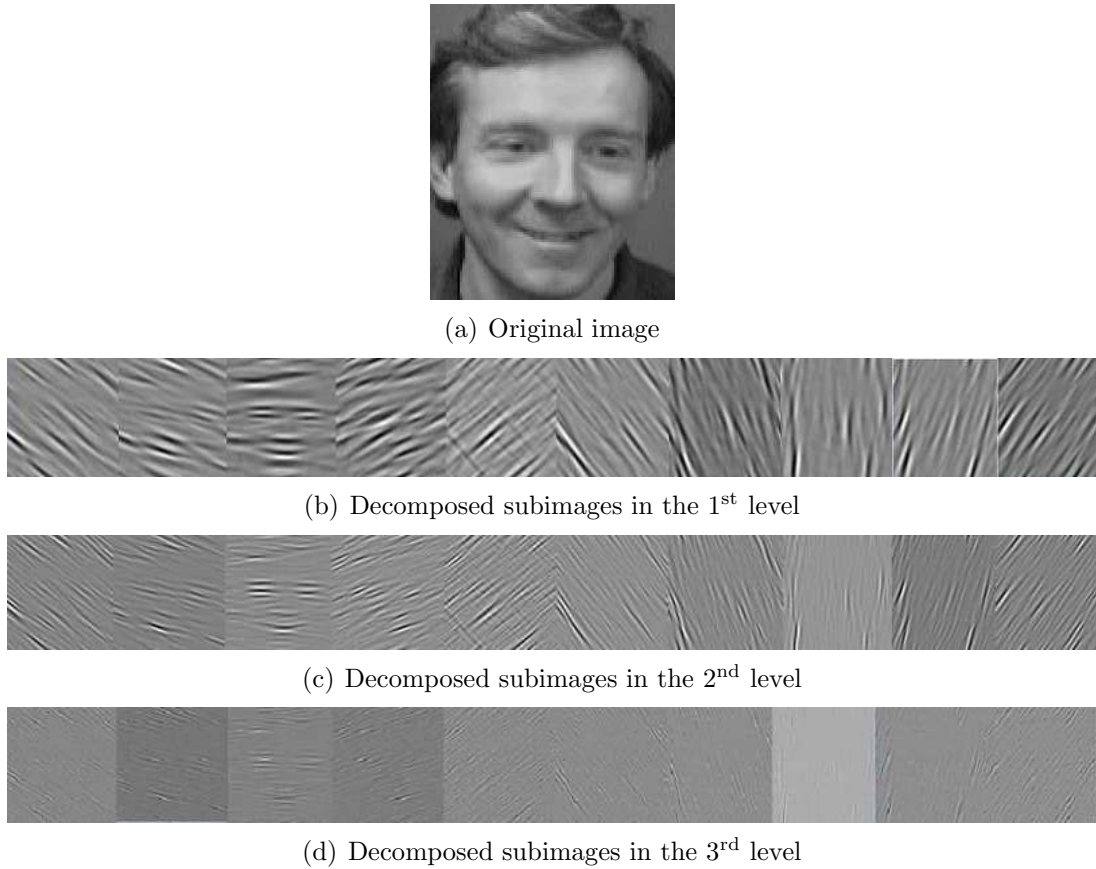 (a) Original image
(b) Decomposed subimages in the 1st level
(c) Decomposed subimages in the 2nd level
(d) Decomposed subimages in the 3rd level